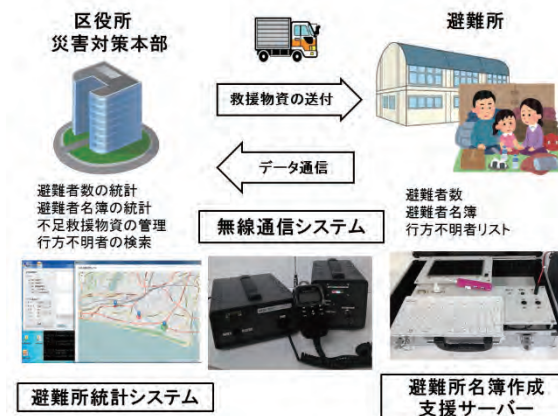 区役所
災害対策本部
避難所
救援物資の送付
データ通信
避難者数の統計
避難者名簿の統計
不足救援物資の管理
行方不明者の検索
避難者数
避難者名簿
行方不明者リスト
無線通信システム
避難所統計システム
避難所名簿作成
支援サーバー